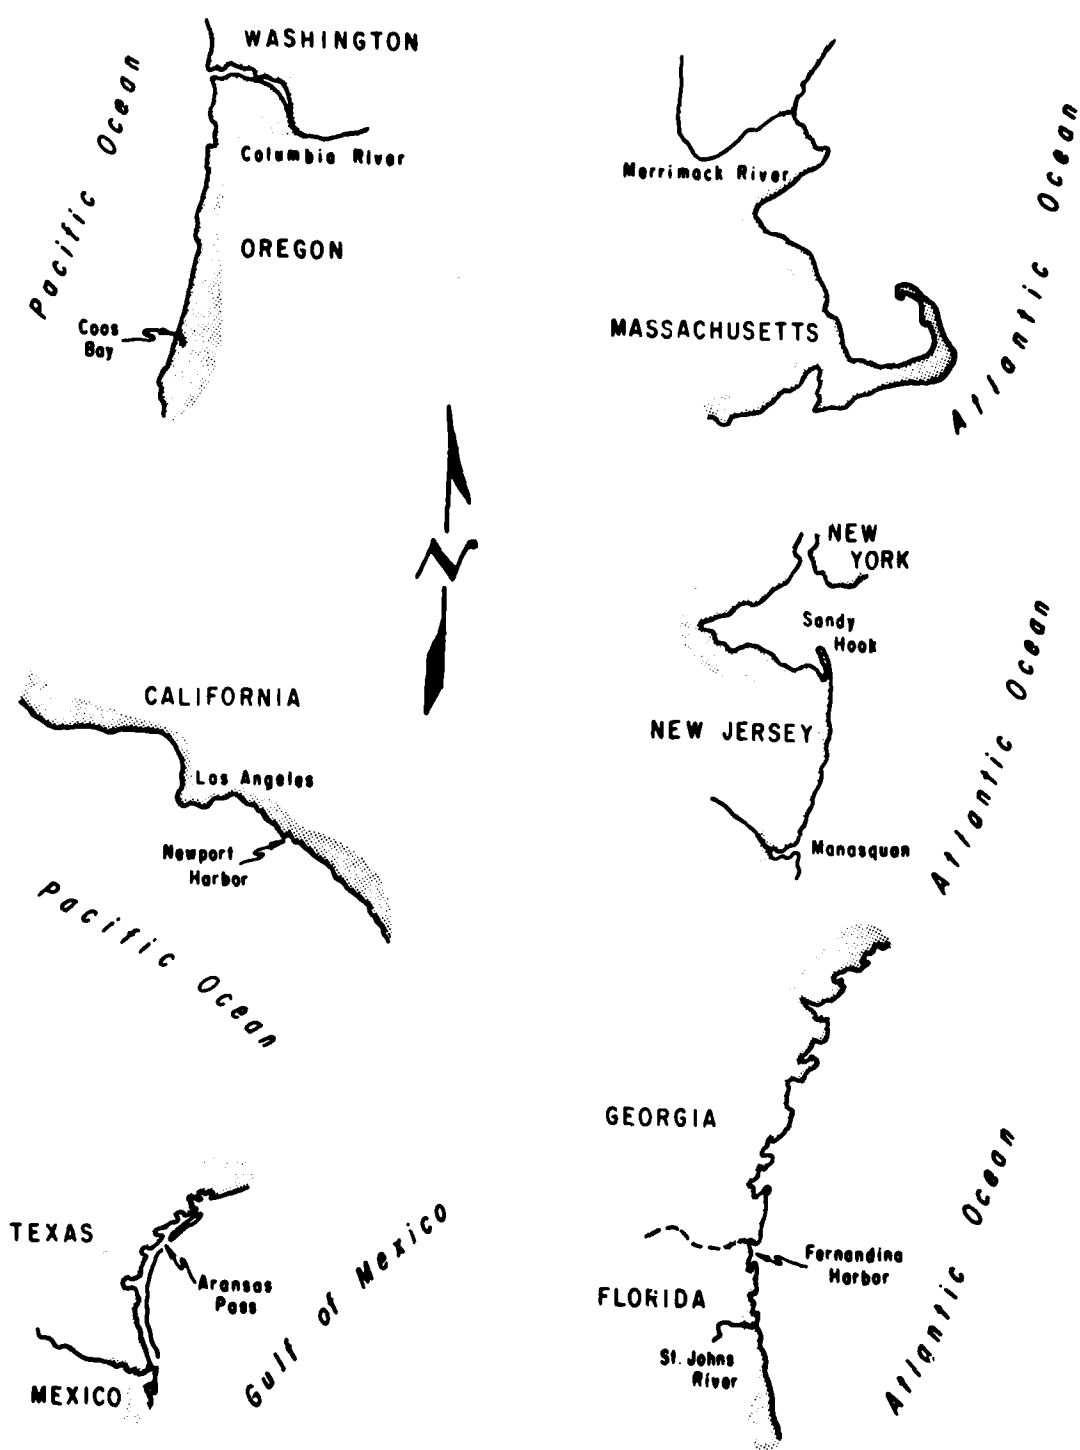 WASHINGTON
Pacific Ocean
Columbia River
OREGON
Coos
Bay
Merrimack River
MASSACHUSETTS
Atlantic Ocean
N
NEW
YORK
Sandy
Hook
NEW JERSEY
Manasquan
Atlantic Ocean
CALIFORNIA
Los Angeles
Newport
Harbor
Pacific Ocean
GEORGIA
Fernandina
Harbor
FLORIDA
St. Johns
River
Atlantic Ocean
TEXAS
Aransas
Pass
MEXICO
Gulf of Mexico